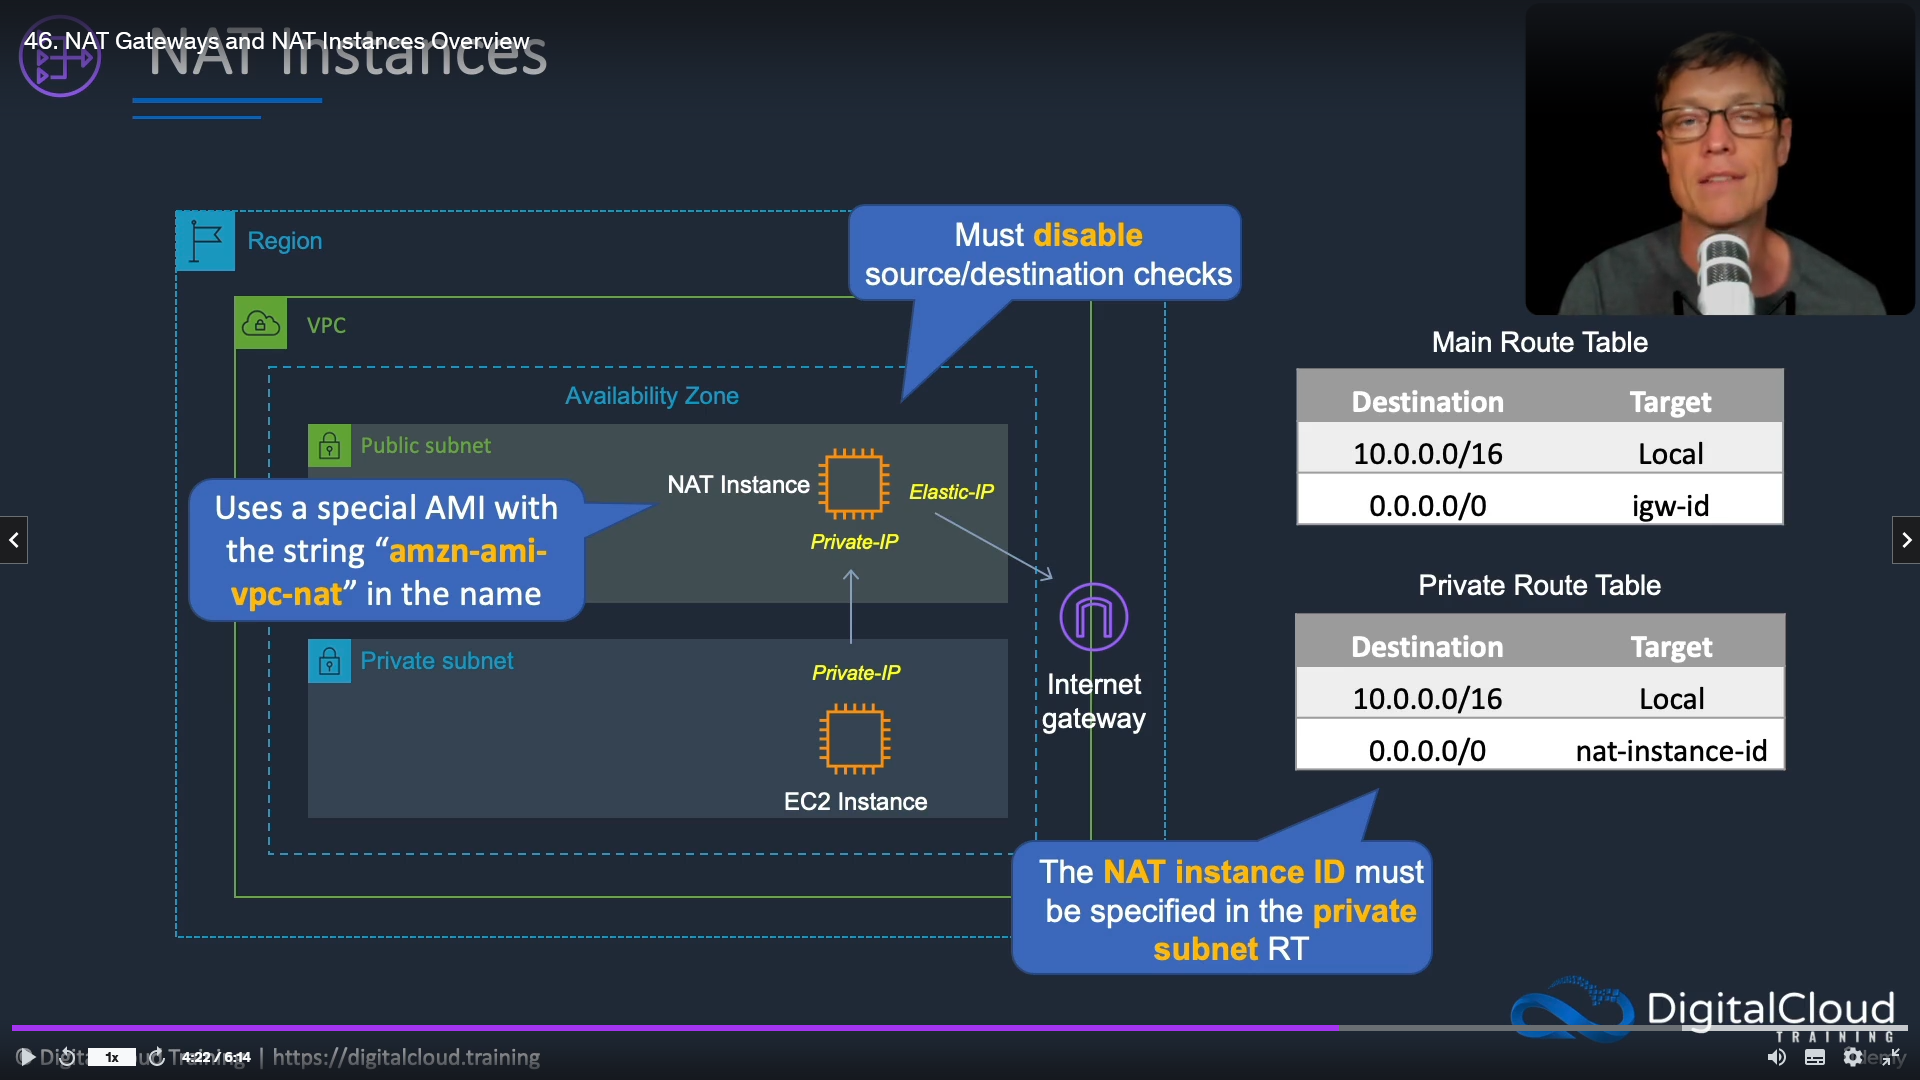 46. NAT Gateways and NAT Instances Overview
NAT Instances
Region
Must disable
source/destination checks
VPC
Availability Zone
Public subnet
NAT Instance
Elastic-IP
Private-IP
Uses a special AMI with
the string “amzn-ami-
vpc-nat” in the name
Private subnet
Private-IP
EC2 Instance
Internet
gateway
Main Route Table
Destination Target
10.0.0.0/16 Local
0.0.0.0/0 igw-id
Private Route Table
Destination Target
10.0.0.0/16 Local
0.0.0.0/0 nat-instance-id
The NAT instance ID must
be specified in the private
subnet RT
DigitalCloud
TRAINING
1x
4:22 / 6:14
| https://digitalcloud.training